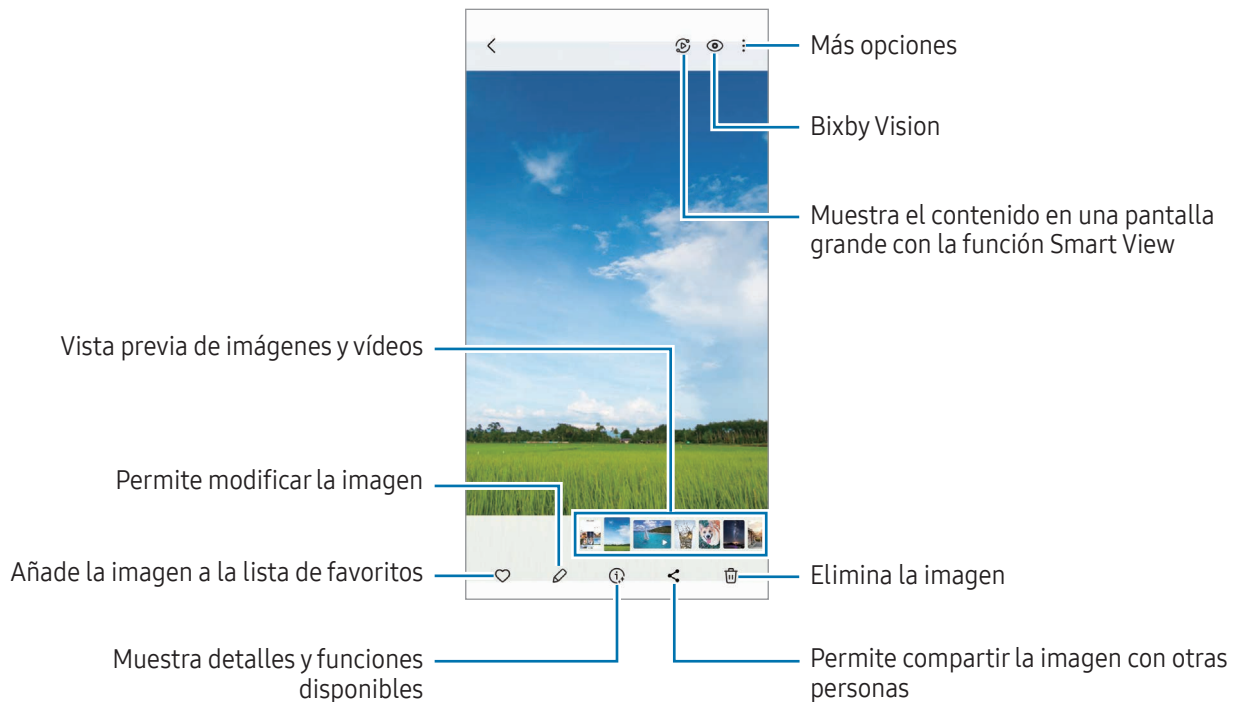 Más opciones
Bixby Vision
Muestra el contenido en una pantalla
grande con la función Smart View
Vista previa de imágenes y vídeos
Permite modificar la imagen
Añade la imagen a la lista de favoritos
Elimina la imagen
Muestra detalles y funciones
disponibles
Permite compartir la imagen con otras
personas